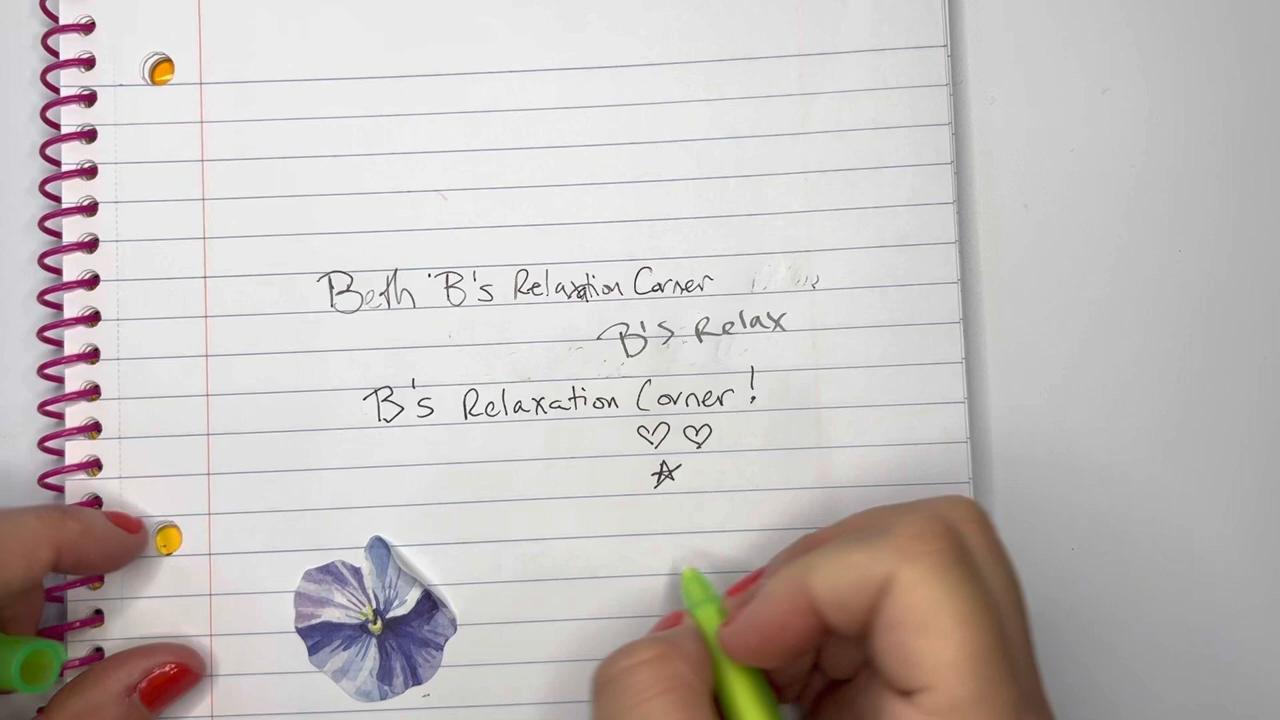 Beth B's Relaxation Corner
B's Relax
B's Relaxation Corner!